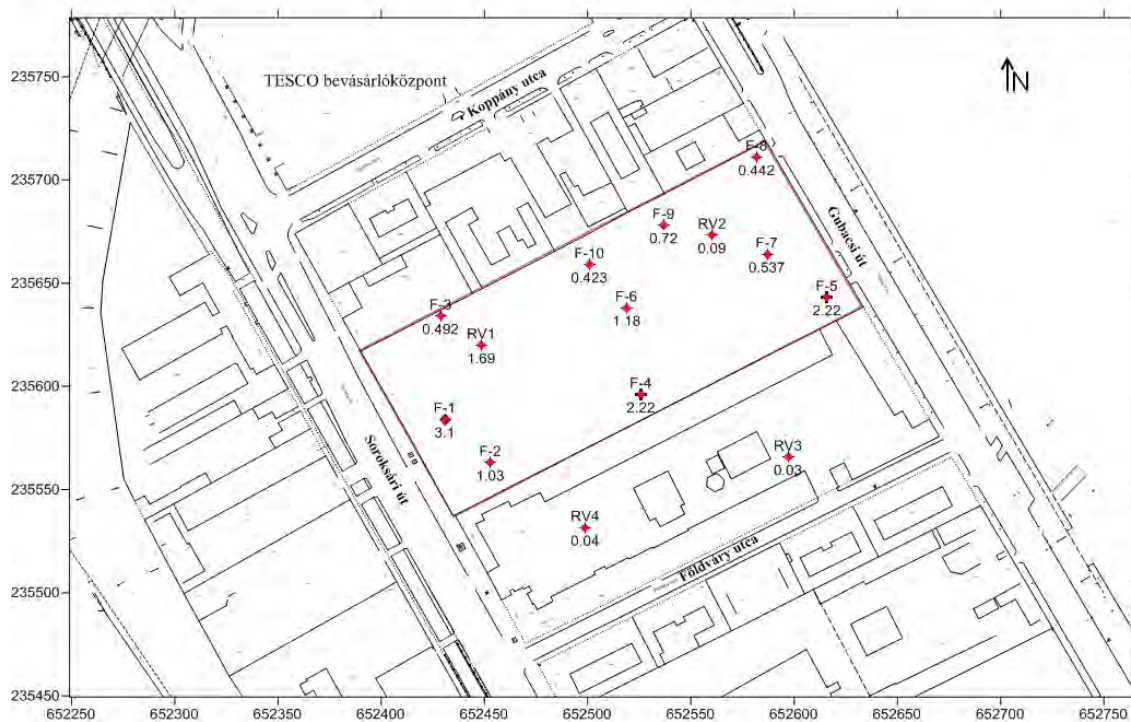 235750
TESCO bevásárlóközpont
Koppány utca
N
F-8
0.442
235700
F-9
0.72
RV2
0.09
Gubacsi út
F-7
0.537
F-10
0.423
235650
F-5
2.22
F-6
1.18
F-3
0.492
RV1
1.69
235600
F-4
2.22
F-1
3.1
Soroksári út
F-2
1.03
RV3
0.03
235550
RV4
0.04
Földváry utca
235500
235450
652250 652300 652350 652400 652450 652500 652550 652600 652650 652700 652750